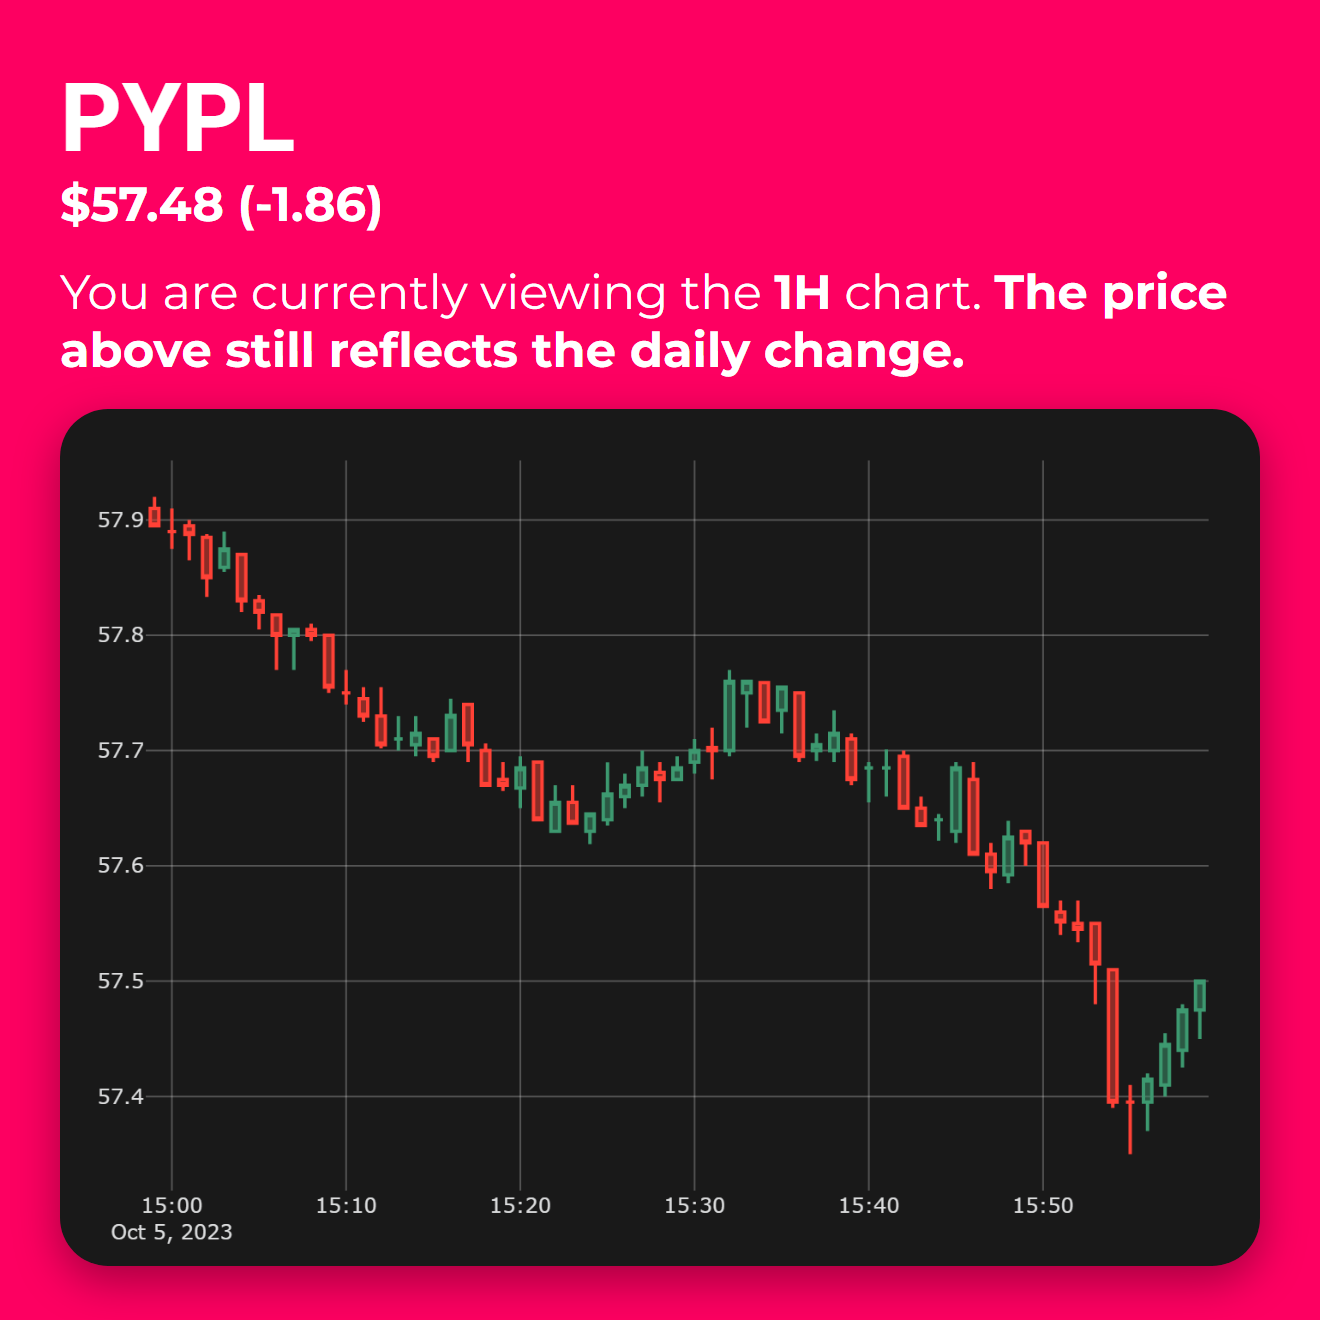 PYPL
$57.48 (-1.86)
You are currently viewing the 1H chart. The price
above still reflects the daily change.
57.9
57.8
57.7
57.6
57.5
57.4
15:00 15:10 15:20 15:30 15:40 15:50
Oct 5, 2023